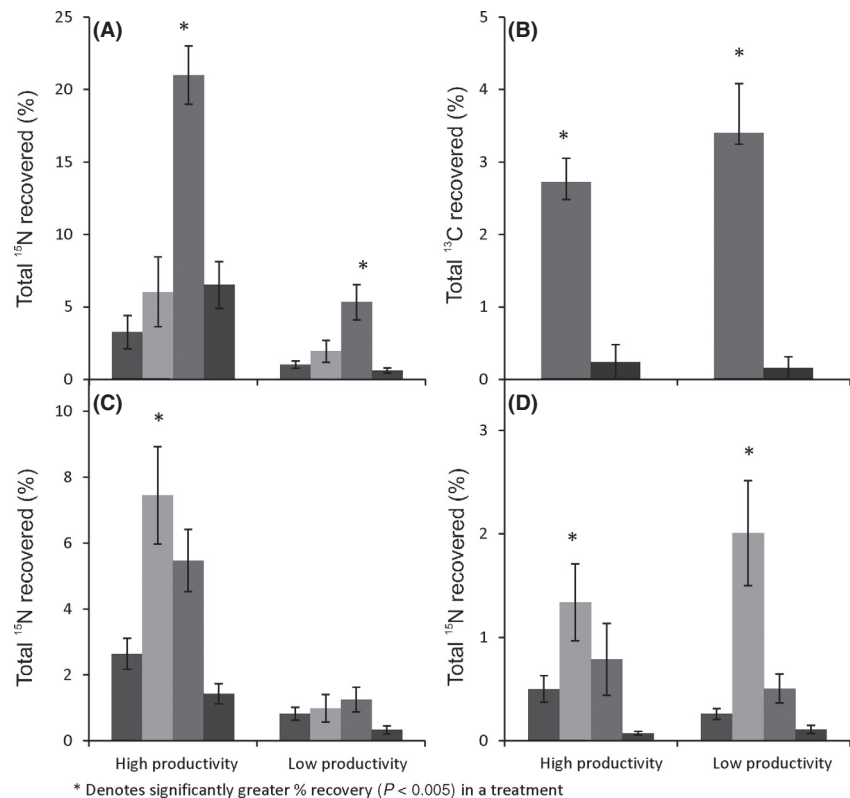 (A)
Total ¹⁵N recovered (%)
25
20
15
10
5
0
*
*
(B)
Total ¹³C recovered (%)
5
4
3
2
1
0
*
*
(C)
Total ¹⁵N recovered (%)
10
8
6
4
2
0
*
High productivity Low productivity
(D)
Total ¹⁵N recovered (%)
3
2
1
0
*
*
High productivity Low productivity
* Denotes significantly greater % recovery (P < 0.005) in a treatment